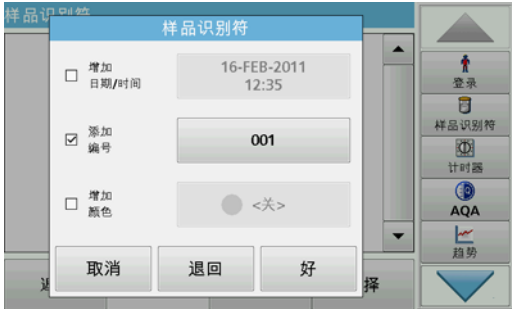 样品识别符
样品识别符
增加
日期/时间
16-FEB-2011
12:35
添加
编号
001
增加
颜色
<关>
取消
退回
好
择
登录
样品识别符
计时器
AQA
趋势